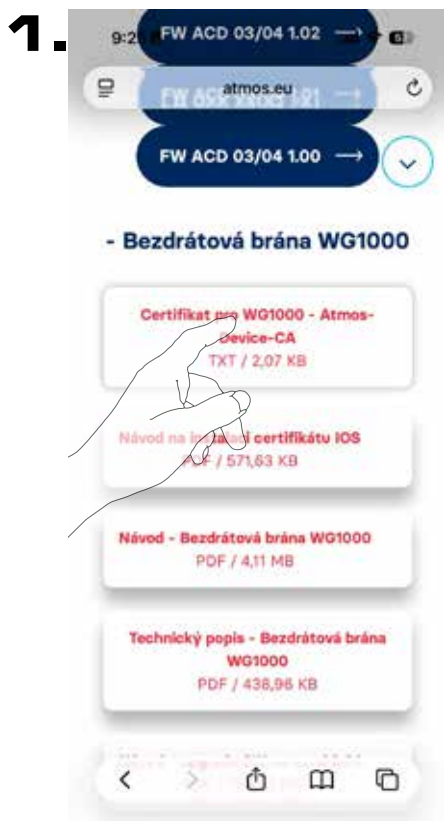 1.
FW ACD 03/04 1.02 →
atmos.eu
FW ACD 03/04 1.00 →
- Bezdrátová brána WG1000
Certifikat pro WG1000 - Atmos-
Device-CA
TXT / 2,07 KB
Návod na instalaci certifikátu IOS
PDF / 571,63 KB
Návod - Bezdrátová brána WG1000
PDF / 4,11 MB
Technický popis - Bezdrátová brána
WG1000
PDF / 438,96 KB